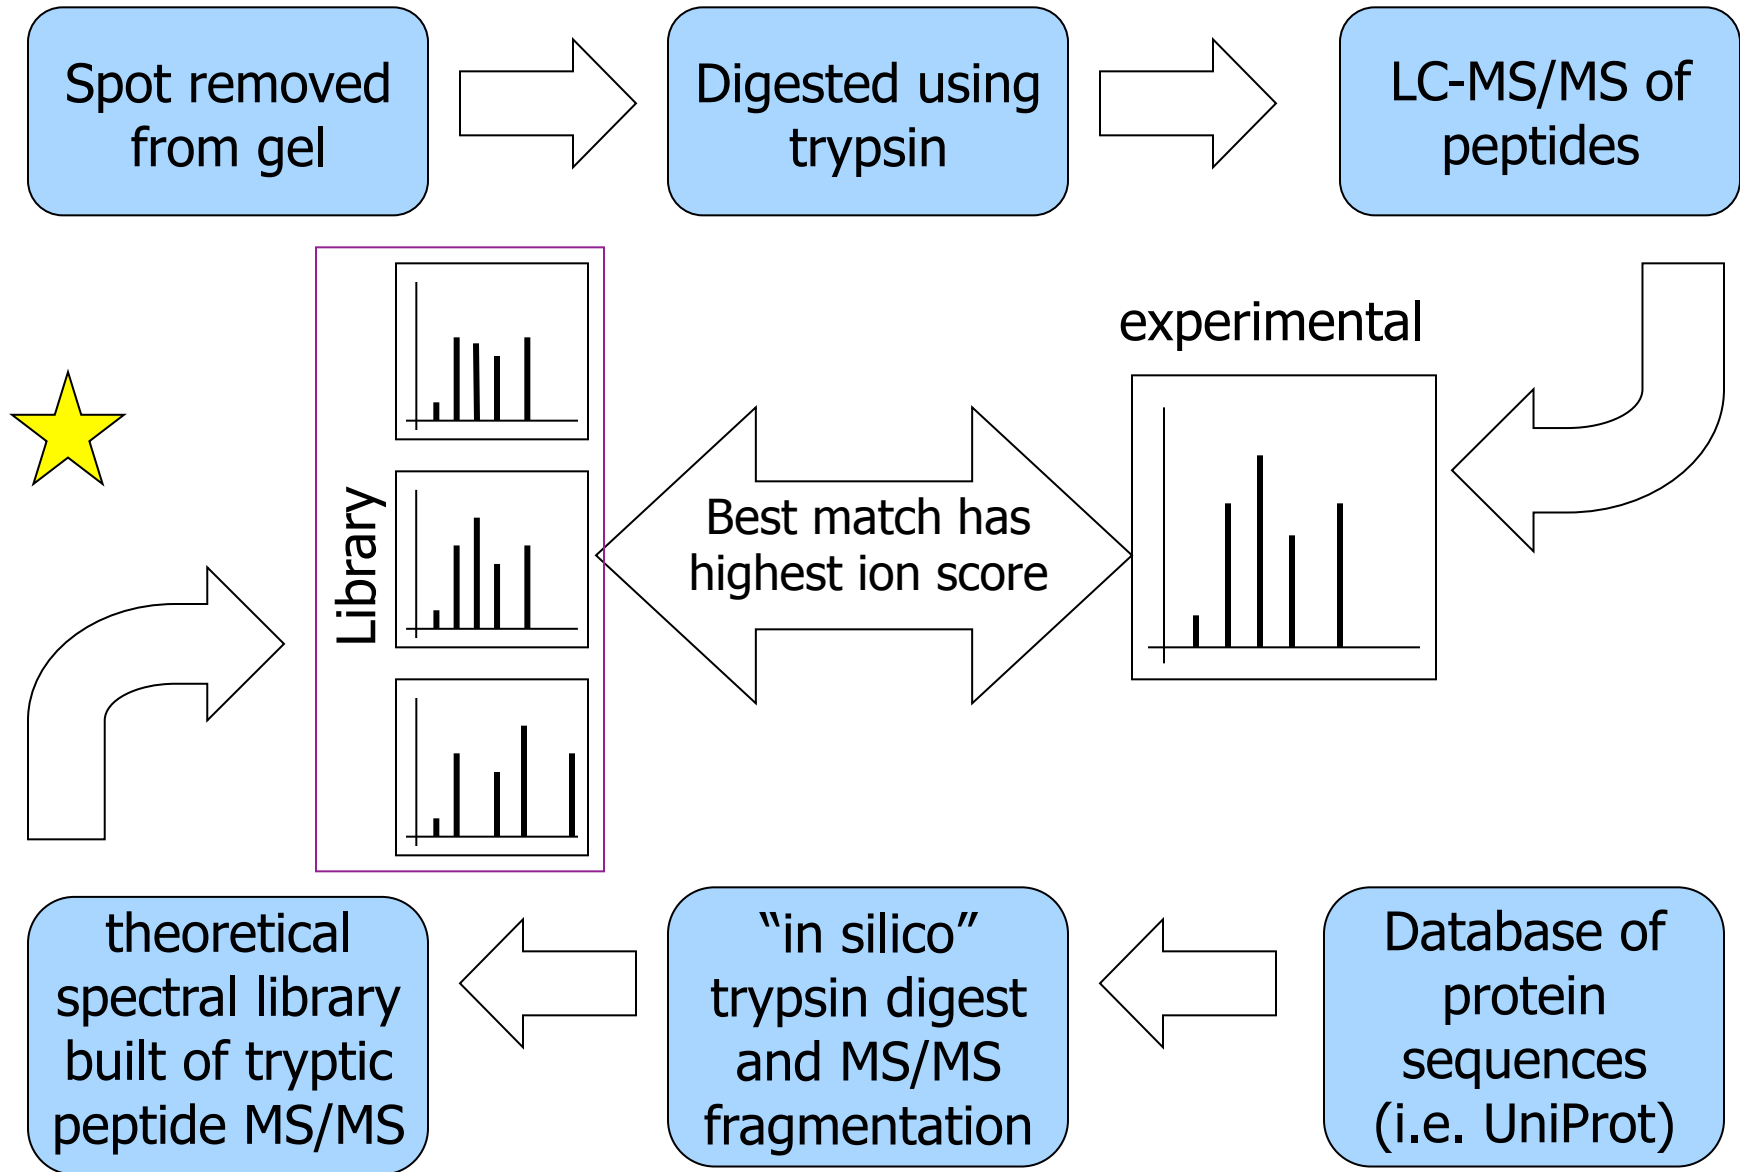 Spot removed
from gel
Digested using
trypsin
LC-MS/MS of
peptides
experimental
Library
Best match has
highest ion score
theoretical
spectral library
built of tryptic
peptide MS/MS
“in silico”
trypsin digest
and MS/MS
fragmentation
Database of
protein
sequences
(i.e. UniProt)